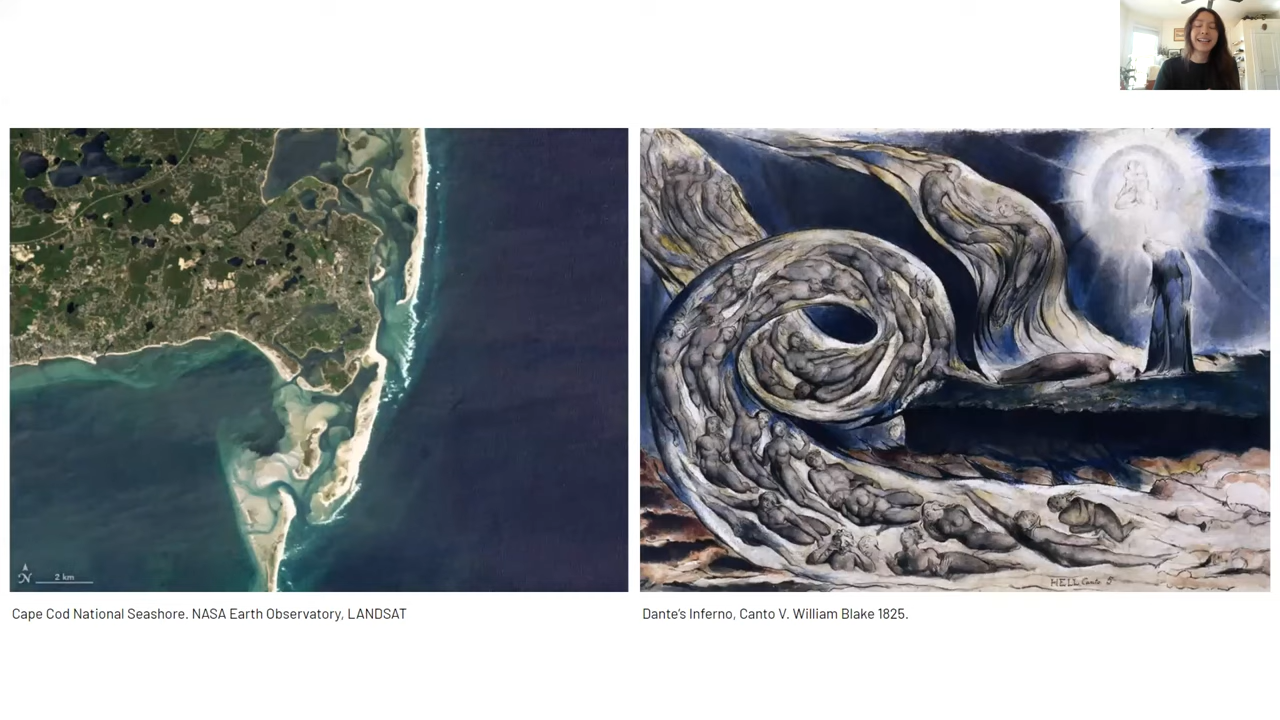 N
2 km
HELL Canto 5
Cape Cod National Seashore. NASA Earth Observatory, LANDSAT
Dante's Inferno, Canto V. William Blake 1825.